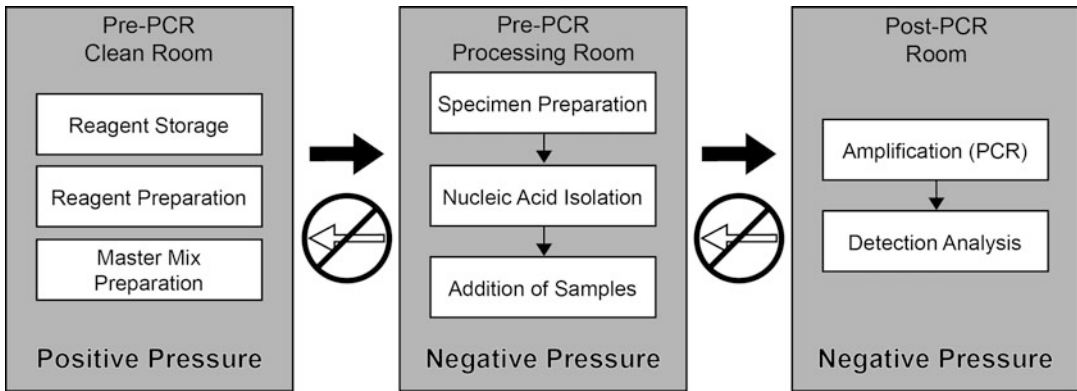 Pre-PCR
Clean Room
Reagent Storage
Reagent Preparation
Master Mix
Preparation
Positive Pressure
Pre-PCR
Processing Room
Specimen Preparation
Nucleic Acid Isolation
Addition of Samples
Negative Pressure
Post-PCR
Room
Amplification (PCR)
Detection Analysis
Negative Pressure